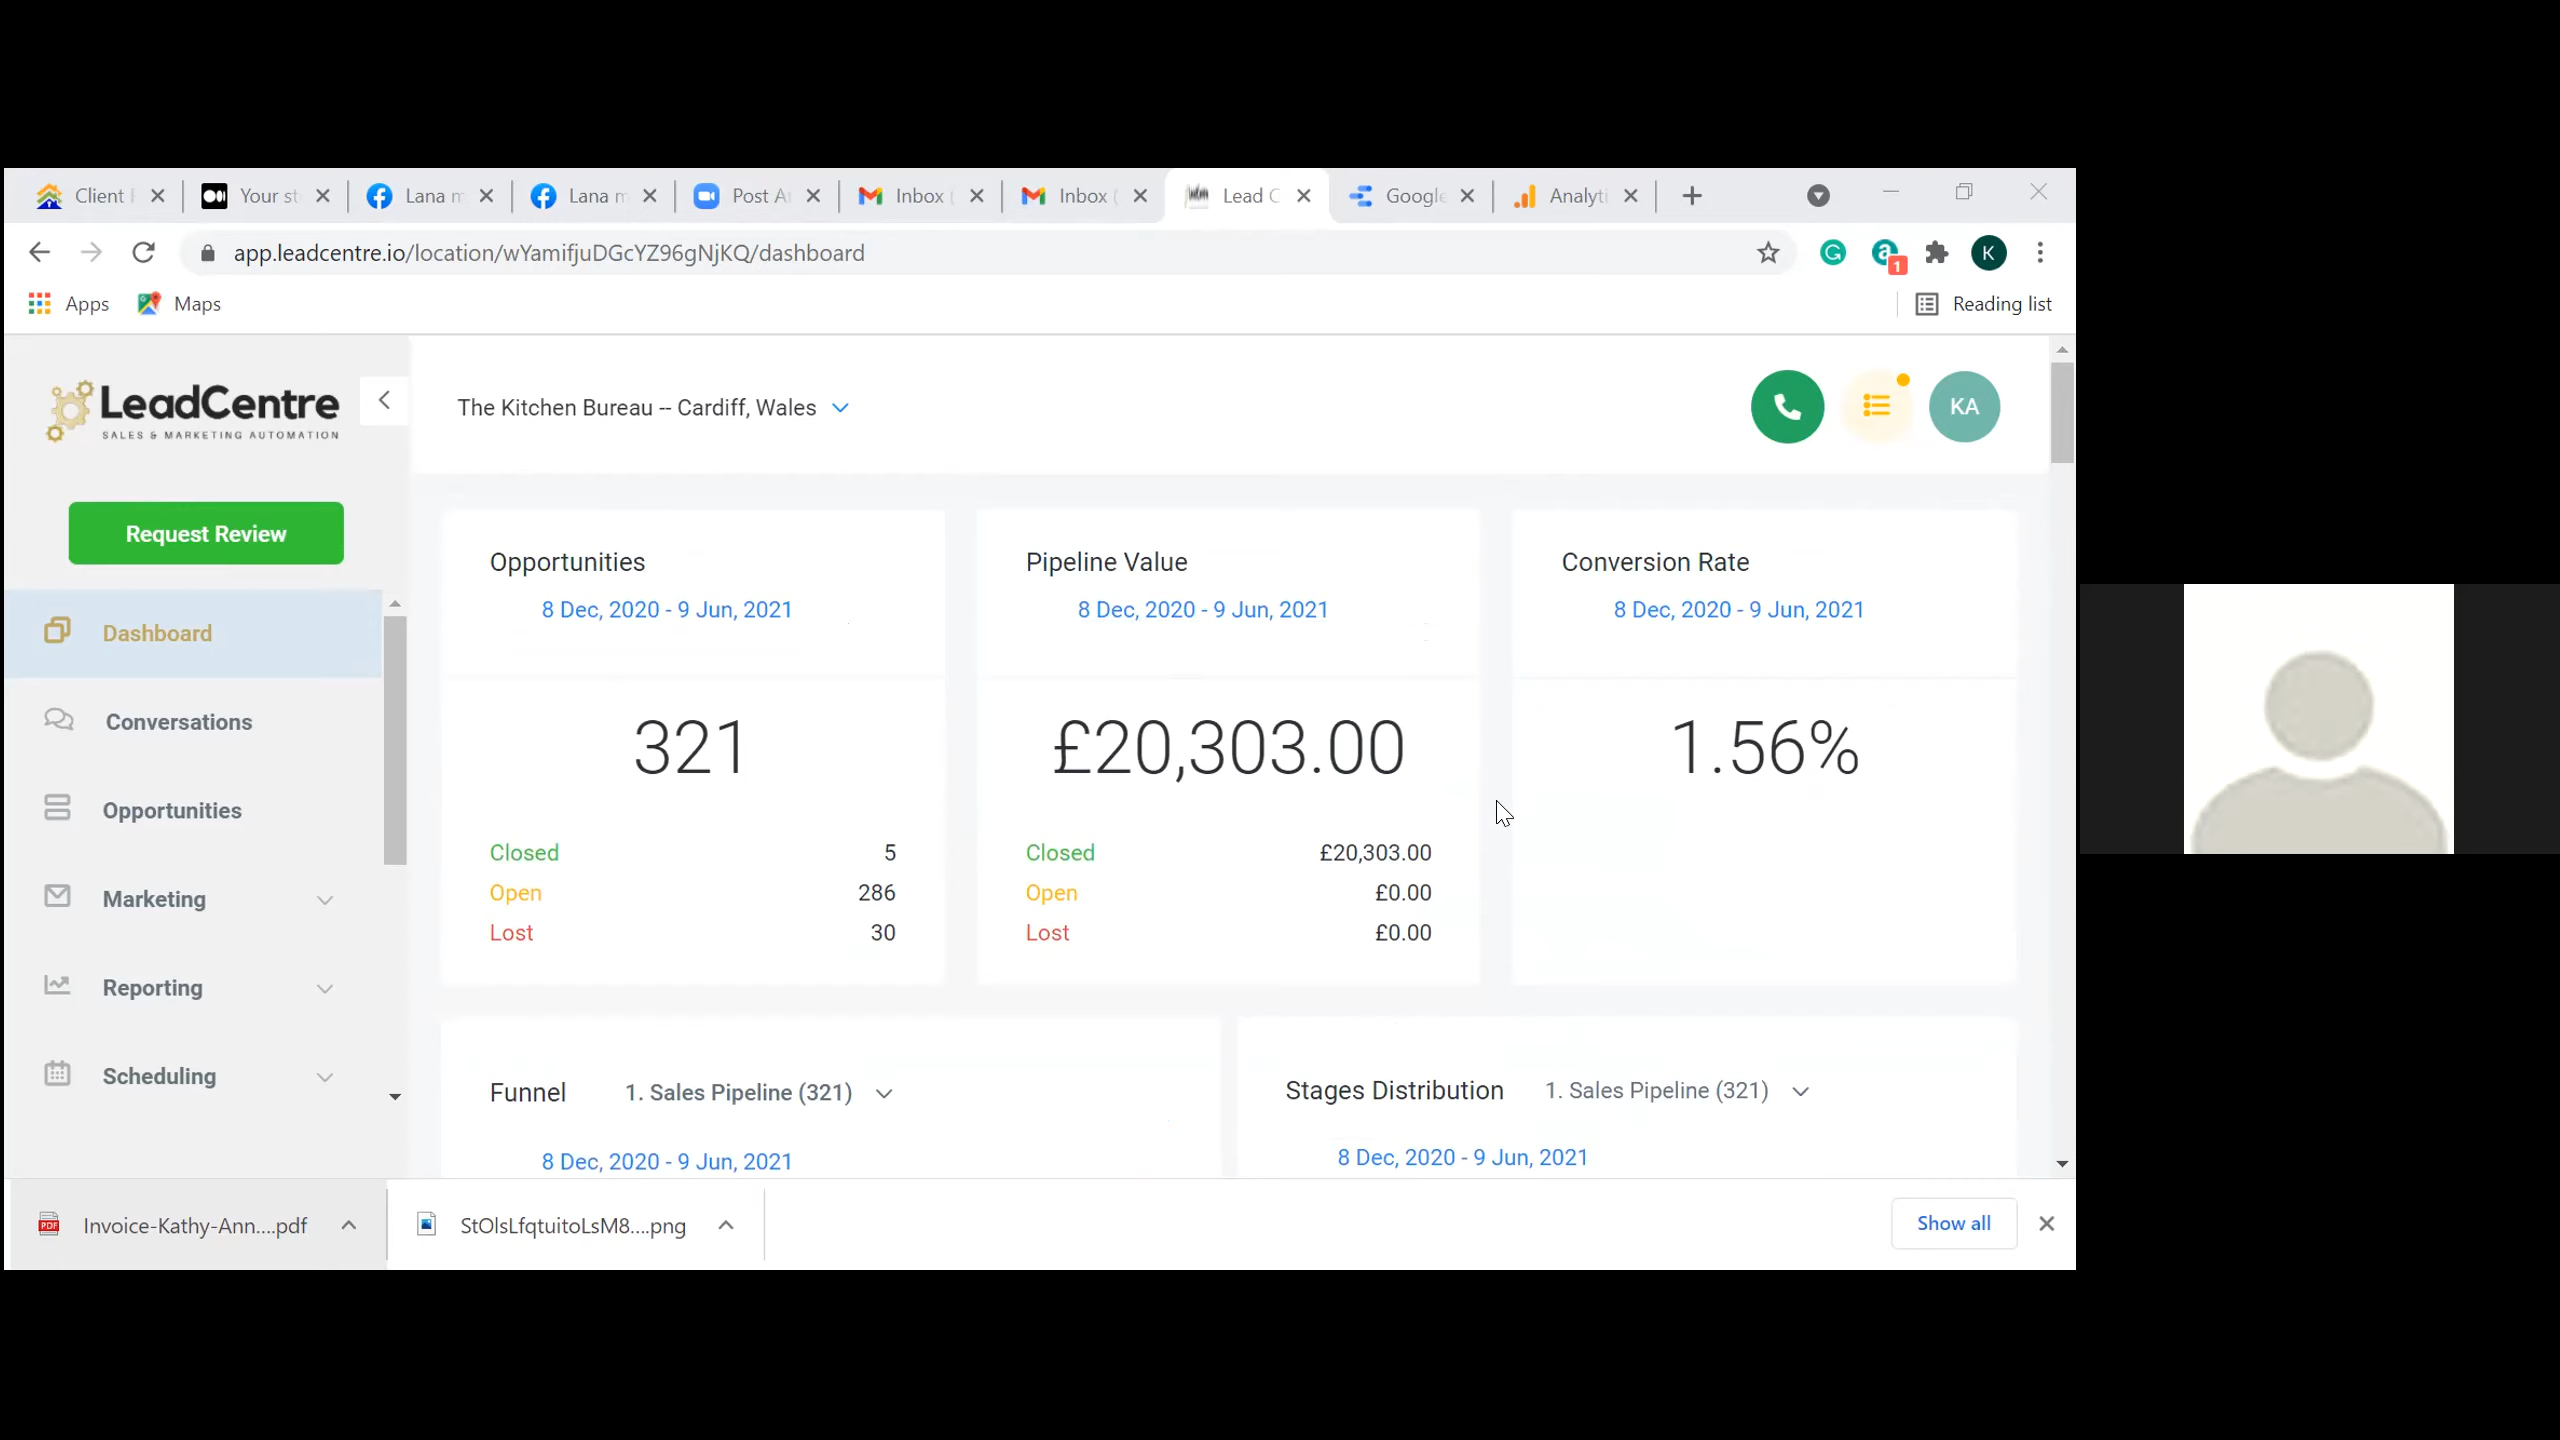 Client
Your st
Lana m
Lana m
Post A
Inbox (
Inbox (
Lead C
Google
Analyti
app.leadcentre.io/location/wYamifjuDGcYZ96gNjKQ/dashboard
1
K
Apps
Maps
Reading list
LeadCentre
SALES & MARKETING AUTOMATION
The Kitchen Bureau -- Cardiff, Wales
KA
Request Review
Dashboard
Conversations
Opportunities
Marketing
Reporting
Scheduling
Opportunities
8 Dec, 2020 - 9 Jun, 2021
321
Closed 5
Open 286
Lost 30
Pipeline Value
8 Dec, 2020 - 9 Jun, 2021
£20,303.00
Closed £20,303.00
Open £0.00
Lost £0.00
Conversion Rate
8 Dec, 2020 - 9 Jun, 2021
1.56%
Funnel 1. Sales Pipeline (321)
8 Dec, 2020 - 9 Jun, 2021
Stages Distribution 1. Sales Pipeline (321)
8 Dec, 2020 - 9 Jun, 2021
PDF
Invoice-Kathy-Ann....pdf
StOlsLfqtuitoLsM8....png
Show all